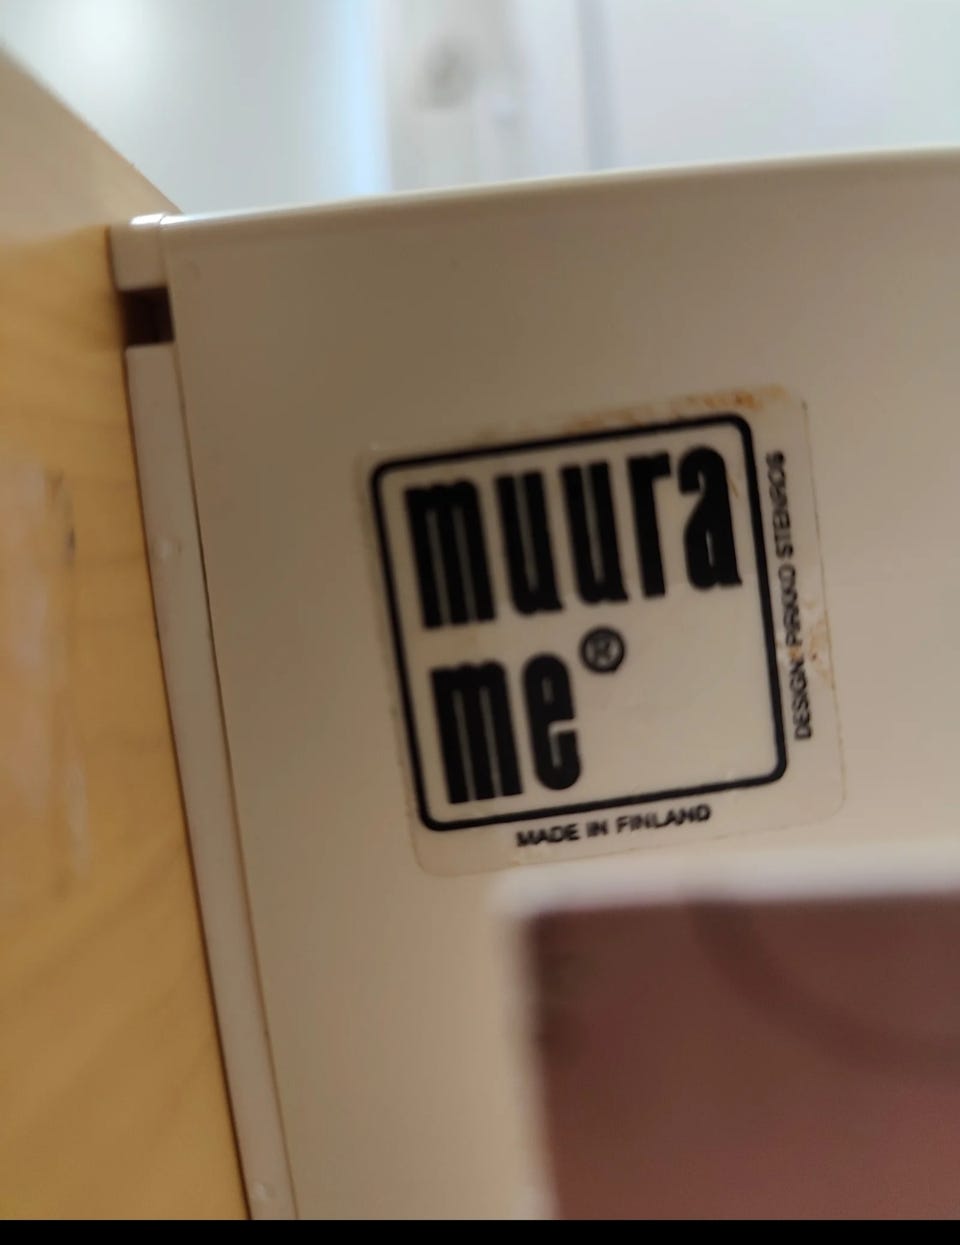 muura
me®
MADE IN FINLAND
DESIGN: PIRKKO STENROS